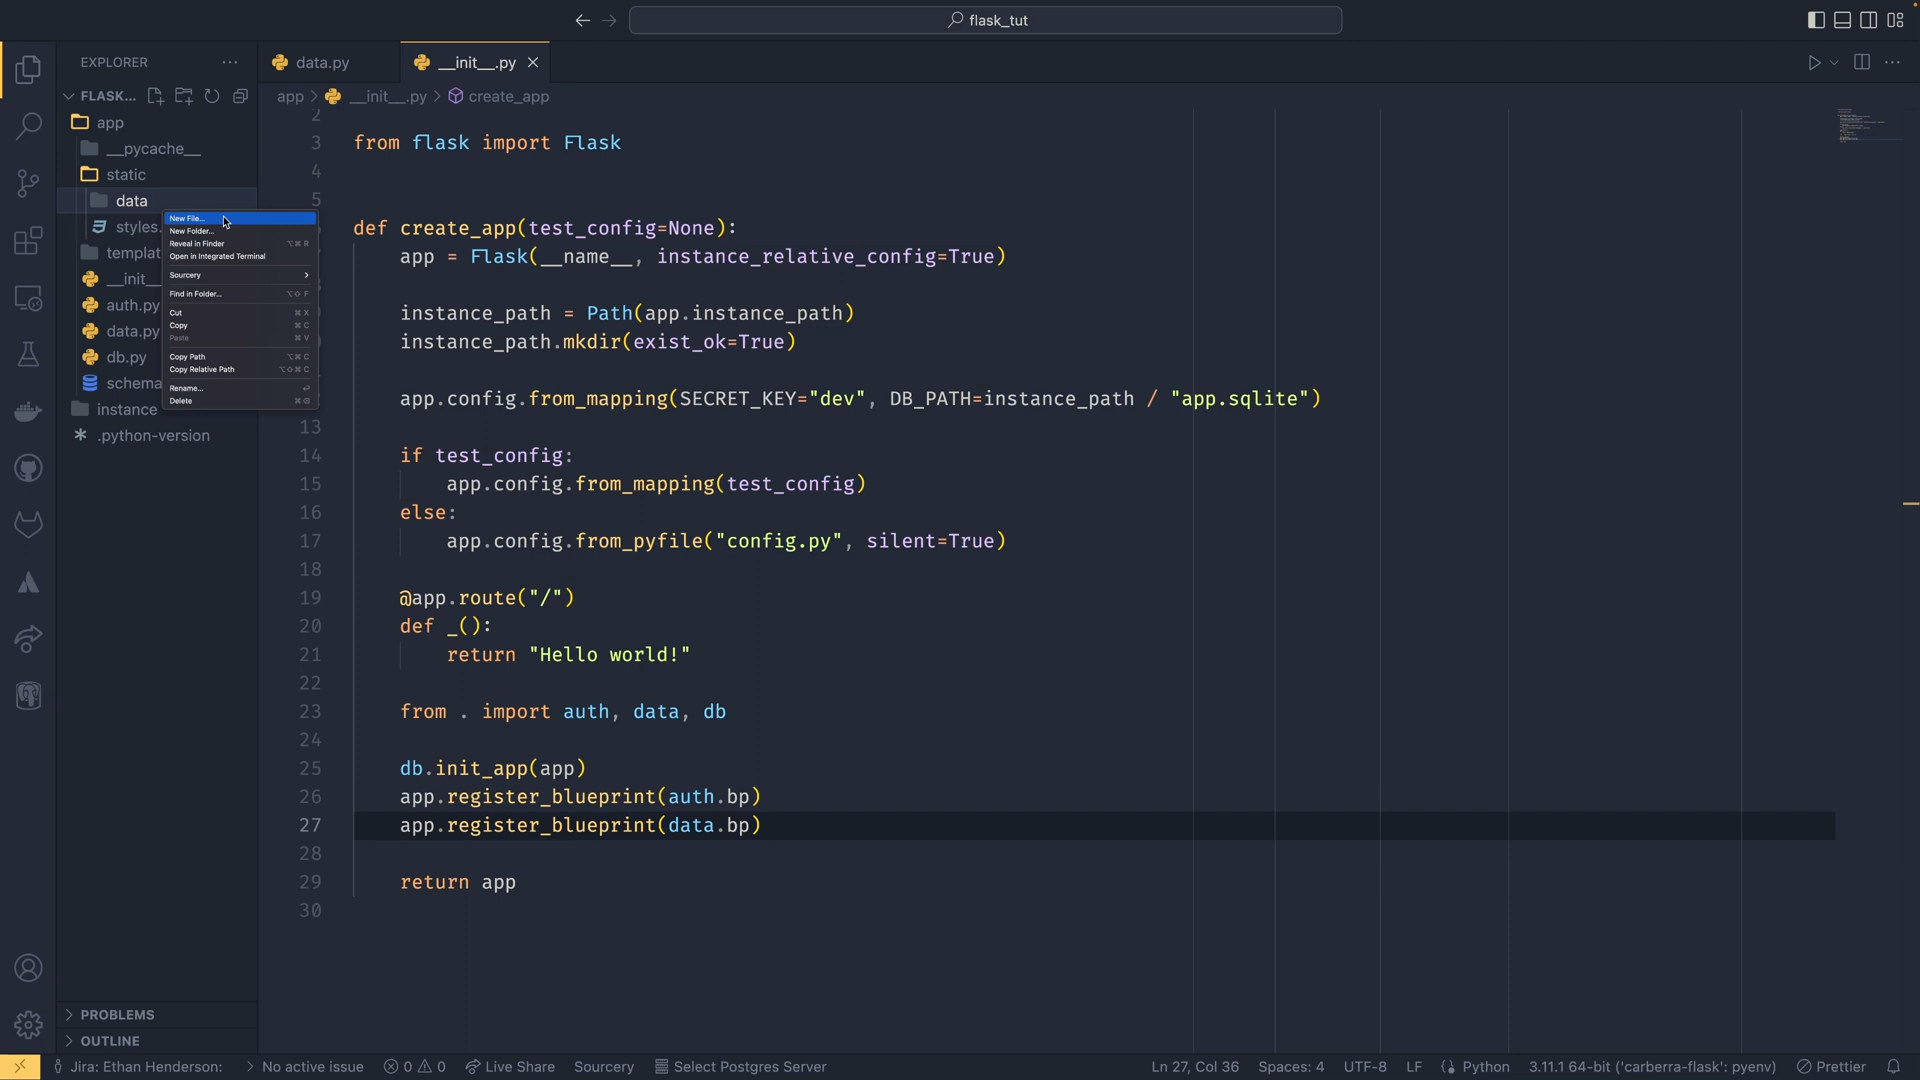 flask_tut
EXPLORER
data.py
__init__.py
FLASK...
app > __init__.py > create_app
app
__pycache__
static
data
styles.
templat
__init__
auth.py
data.py
db.py
schema
instance
.python-version
New File...
New Folder...
Reveal in Finder ⌥⌘ R
Open in Integrated Terminal
Sourcery
Find in Folder... ⌥⇧ F
Cut ⌘ X
Copy ⌘ C
Paste ⌘ V
Copy Path ⌥⌘ C
Copy Relative Path ⌥⇧⌘ C
Rename...
Delete
2
3 from flask import Flask
4
5
def create_app(test_config=None):
app = Flask(__name__, instance_relative_config=True)
instance_path = Path(app.instance_path)
instance_path.mkdir(exist_ok=True)
app.config.from_mapping(SECRET_KEY="dev", DB_PATH=instance_path / "app.sqlite")
13
14 if test_config:
15 app.config.from_mapping(test_config)
16 else:
17 app.config.from_pyfile("config.py", silent=True)
18
19 @app.route("/")
20 def _():
21 return "Hello world!"
22
23 from . import auth, data, db
24
25 db.init_app(app)
26 app.register_blueprint(auth.bp)
27 app.register_blueprint(data.bp)
28
29 return app
30
PROBLEMS
OUTLINE
Jira: Ethan Henderson: No active issue 0 0 Live Share Sourcery Select Postgres Server Ln 27, Col 36 Spaces: 4 UTF-8 LF Python 3.11.1 64-bit ('carberra-flask': pyenv) Prettier